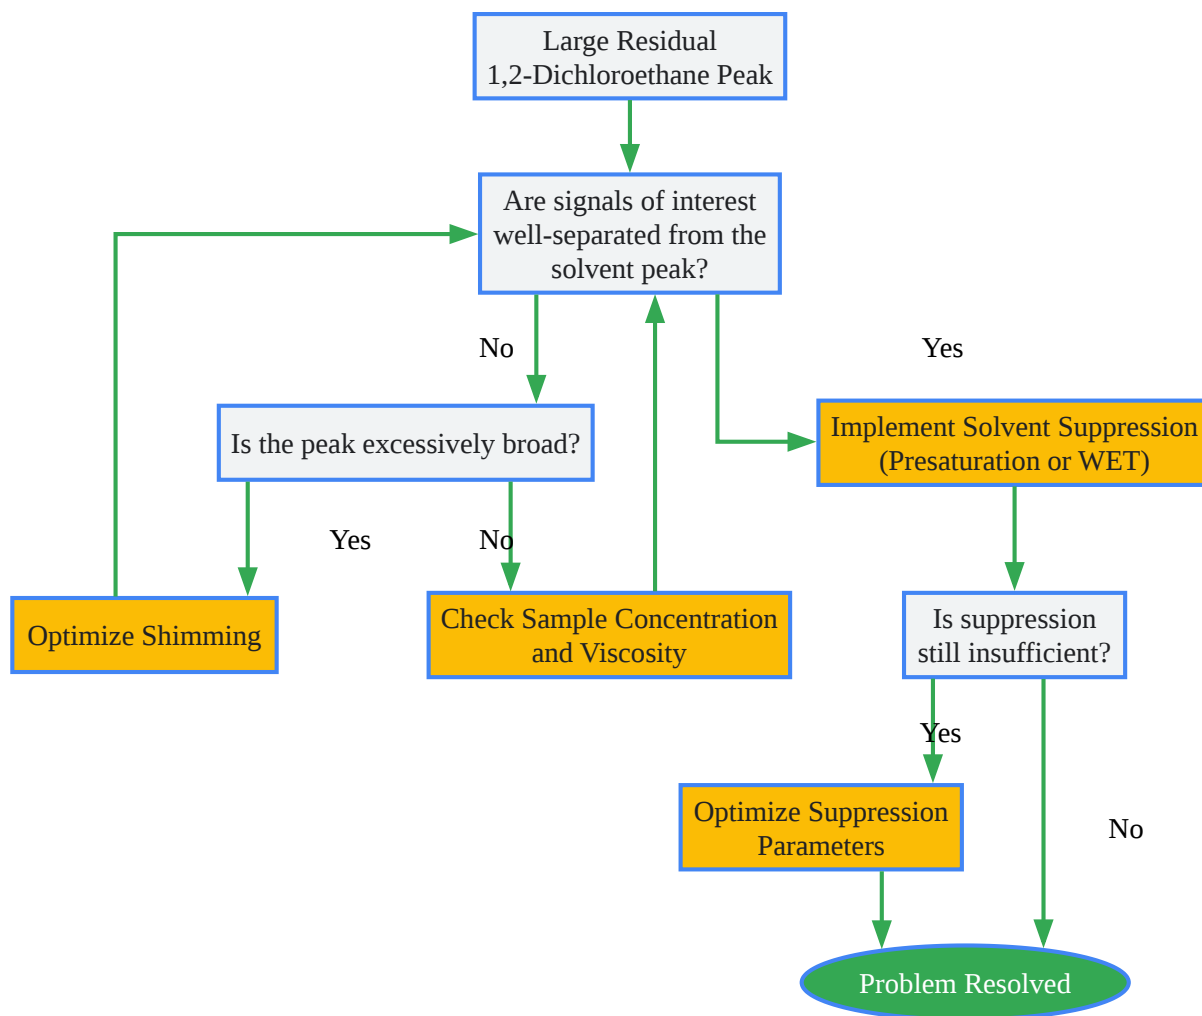 Large Residual
1,2-Dichloroethane Peak
Are signals of interest
well-separated from the
solvent peak?
No
Yes
Is the peak excessively broad?
Implement Solvent Suppression
(Presaturation or WET)
Yes
No
Optimize Shimming
Check Sample Concentration
and Viscosity
Is suppression
still insufficient?
Yes
Optimize Suppression
Parameters
No
Problem Resolved